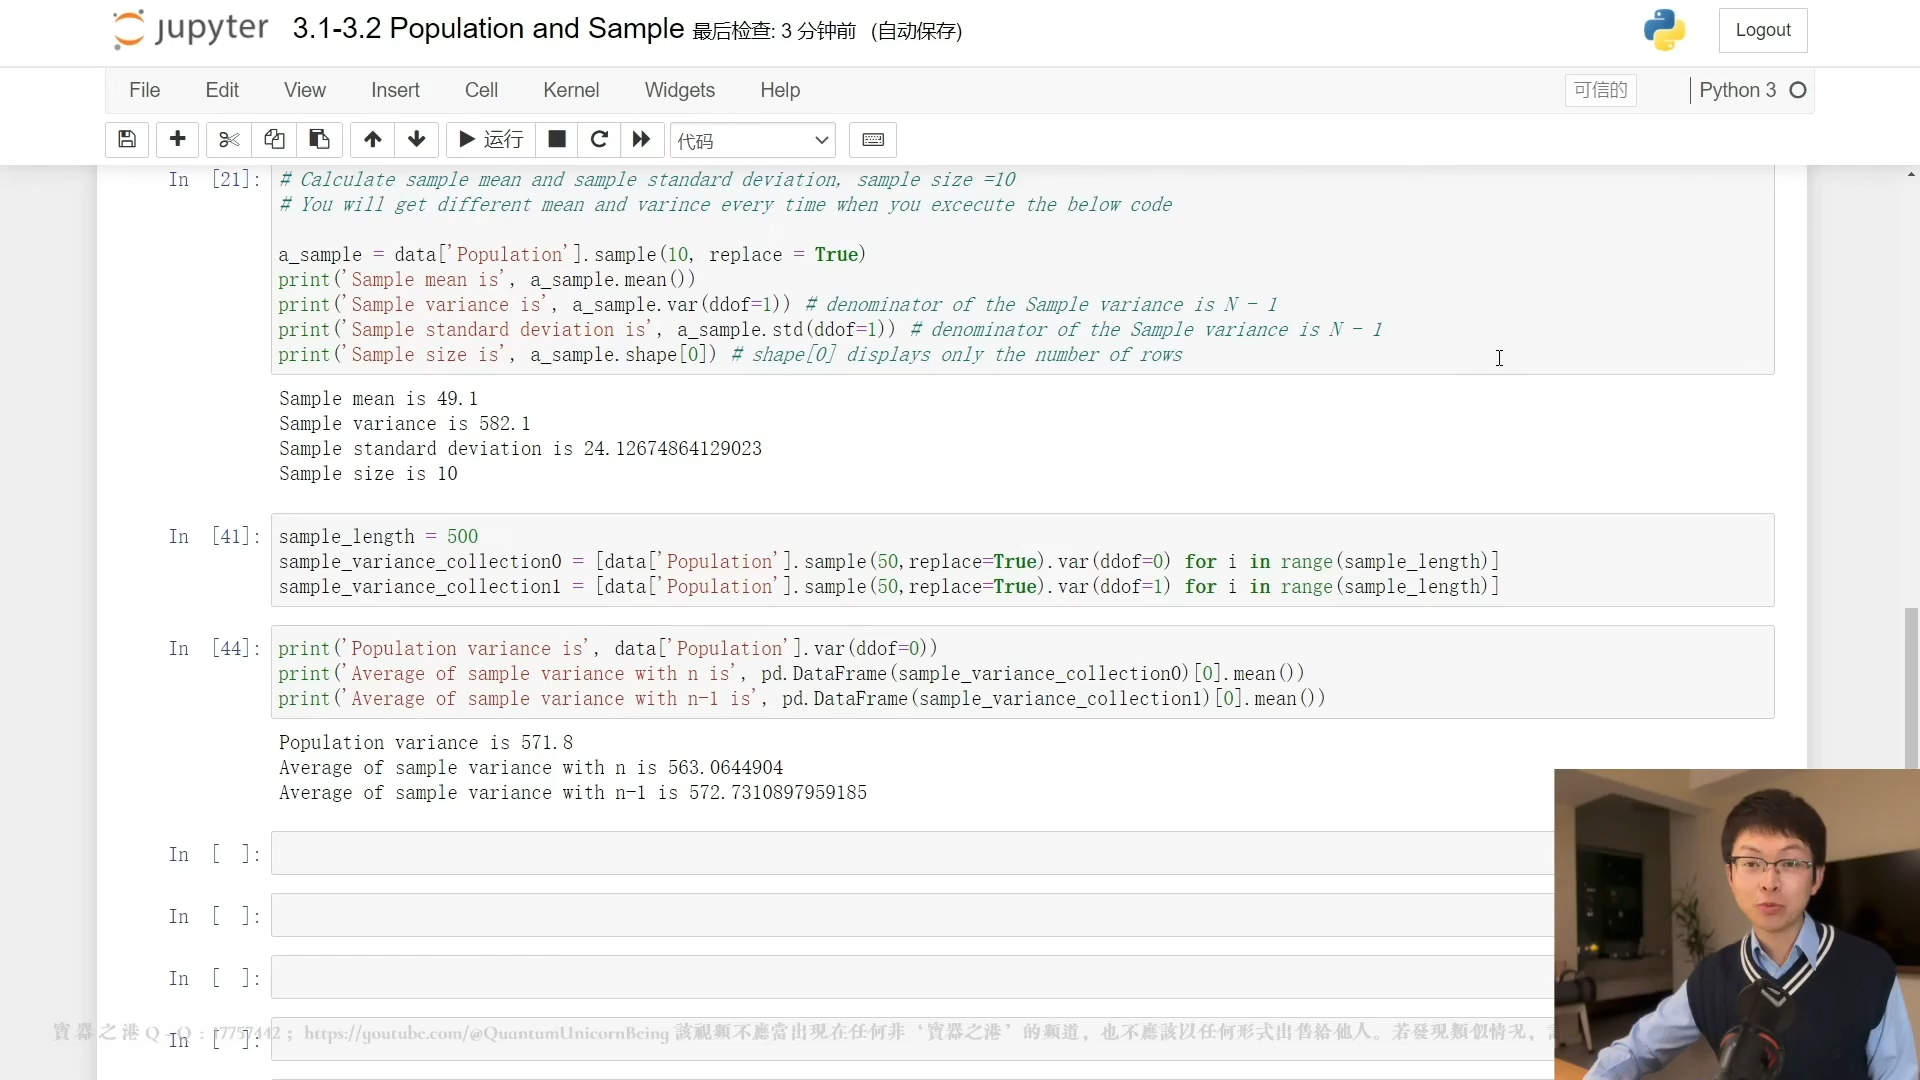 jupyter 3.1-3.2 Population and Sample 最后检查: 3 分钟前 (自动保存)
Logout
File Edit View Insert Cell Kernel Widgets Help
可信的
Python 3
运行
代码
In [21]:
# Calculate sample mean and sample standard deviation, sample size =10
# You will get different mean and varince every time when you excecute the below code
a_sample = data['Population'].sample(10, replace = True)
print('Sample mean is', a_sample.mean())
print('Sample variance is', a_sample.var(ddof=1)) # denominator of the Sample variance is N - 1
print('Sample standard deviation is', a_sample.std(ddof=1)) # denominator of the Sample variance is N - 1
print('Sample size is', a_sample.shape[0]) # shape[0] displays only the number of rows
Sample mean is 49.1
Sample variance is 582.1
Sample standard deviation is 24.12674864129023
Sample size is 10
In [41]:
sample_length = 500
sample_variance_collection0 = [data['Population'].sample(50,replace=True).var(ddof=0) for i in range(sample_length)]
sample_variance_collection1 = [data['Population'].sample(50,replace=True).var(ddof=1) for i in range(sample_length)]
In [44]:
print('Population variance is', data['Population'].var(ddof=0))
print('Average of sample variance with n is', pd.DataFrame(sample_variance_collection0)[0].mean())
print('Average of sample variance with n-1 is', pd.DataFrame(sample_variance_collection1)[0].mean())
Population variance is 571.8
Average of sample variance with n is 563.0644904
Average of sample variance with n-1 is 572.7310897959185
In [ ]:
In [ ]:
In [ ]:
In [ ]:
寶器之港Q-Q : 17757442 ; https://youtube.com/@QuantumUnicornBeing 該視頻不應當出現在任何非‘寶器之港’的頻道，也不應該以任何形式出售給他人。若發現類似情況，